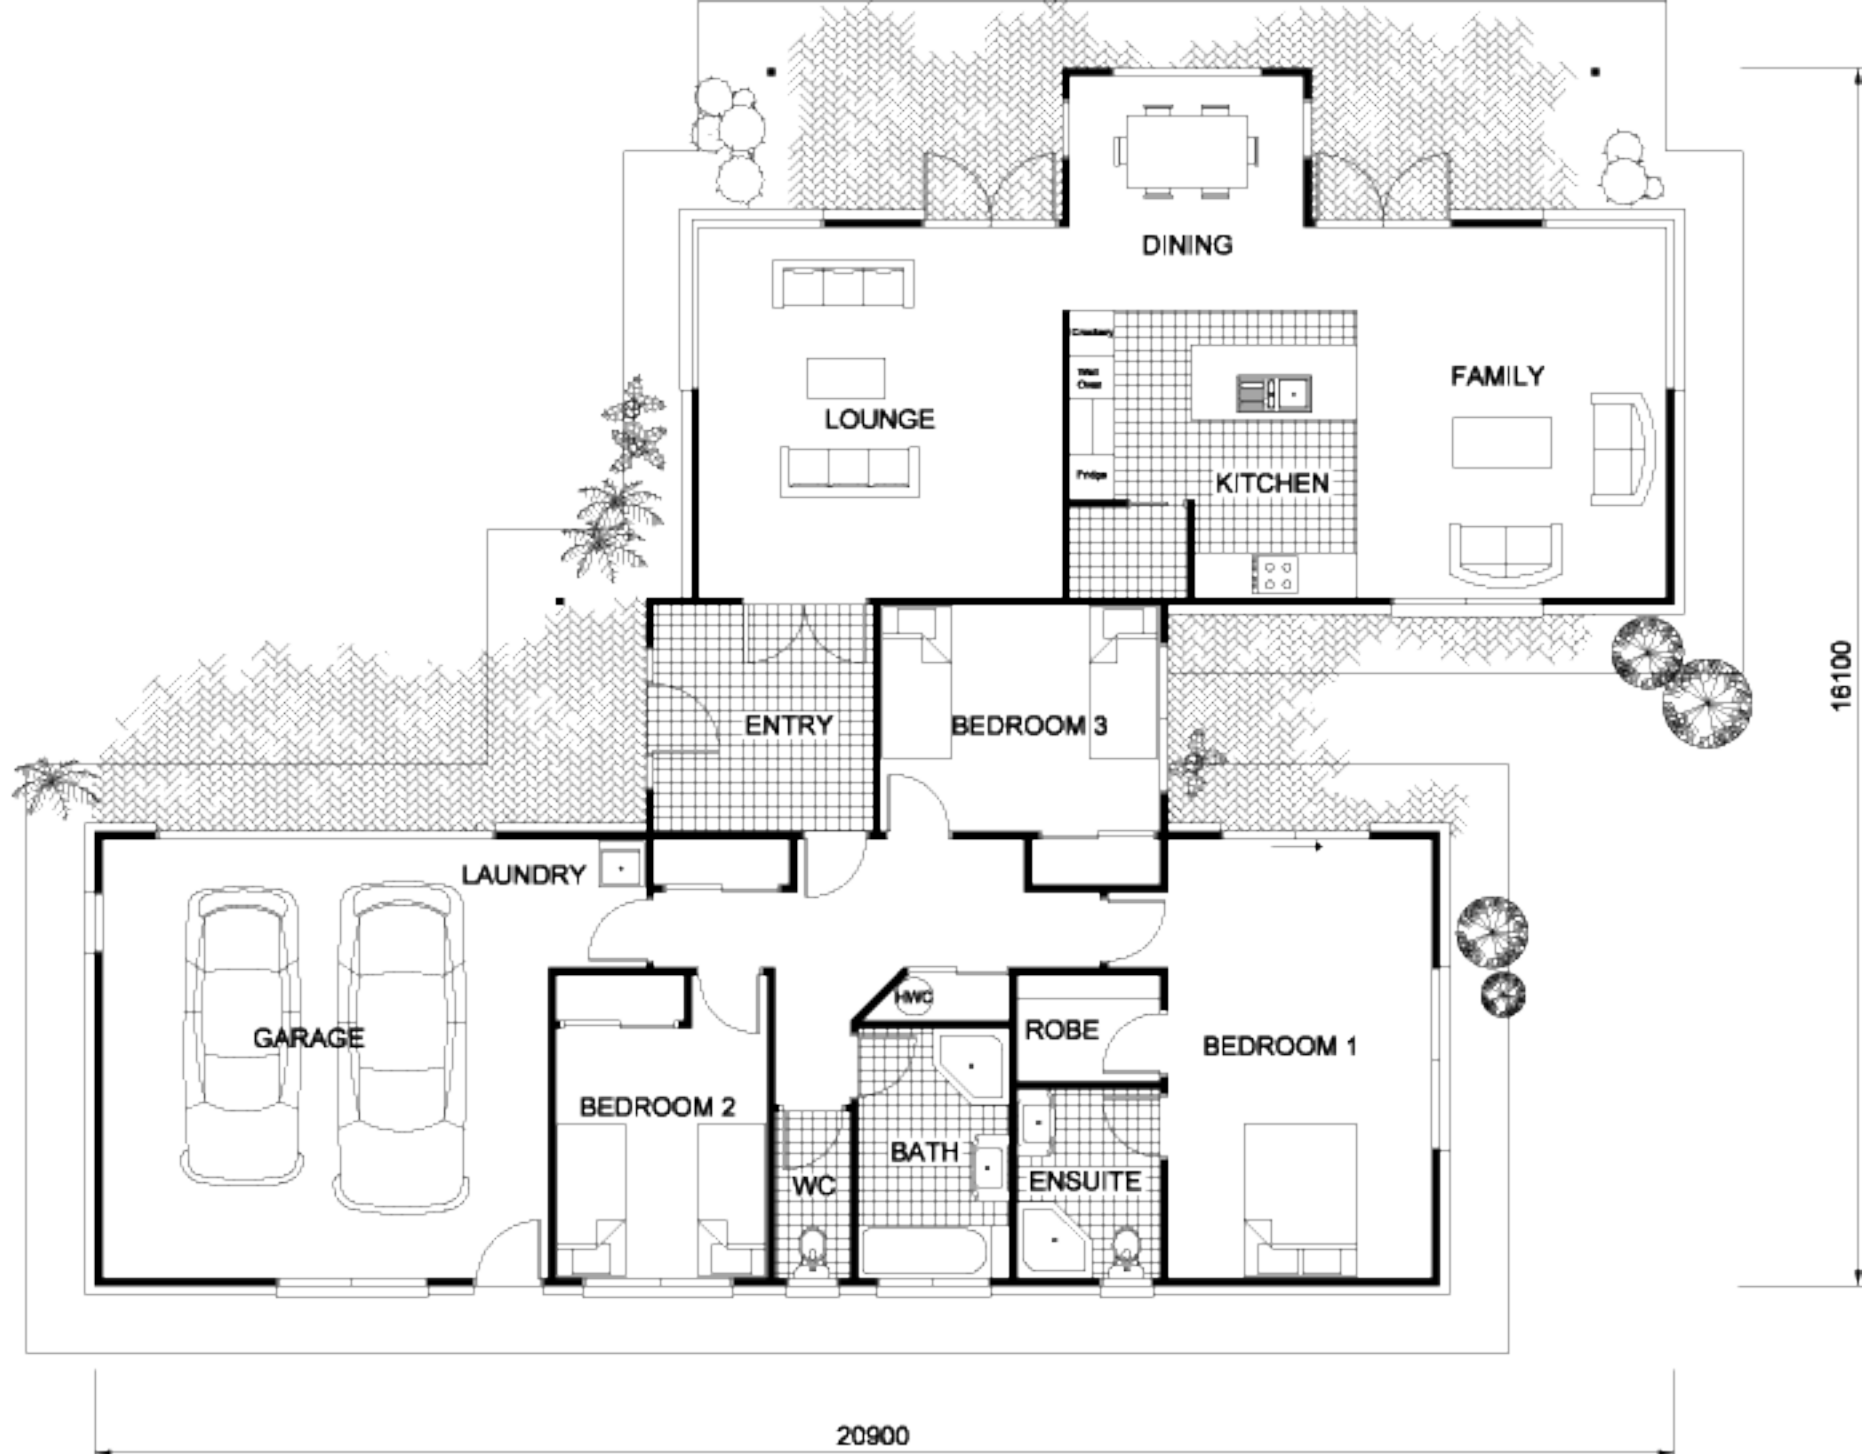 DINING
FAMILY
LOUNGE
KITCHEN
Fridge
16100
ENTRY
BEDROOM 3
LAUNDRY
HWC
ROBE
GARAGE
BEDROOM 1
BEDROOM 2
BATH
WC
ENSUITE
20900